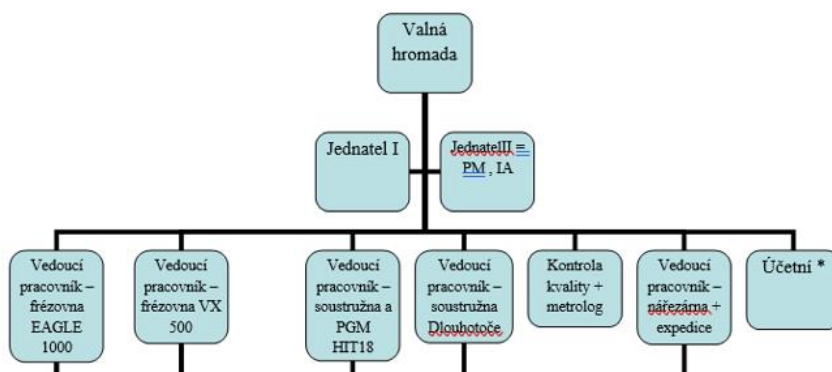 Valná
hromada
Jednatel I
JednatelII =
PM , IA
Vedoucí
pracovník –
frézovna
EAGLE
1000
Vedoucí
pracovník –
frézovna VX
500
Vedoucí
pracovník –
soustružna a
PGM
HIT18
Vedoucí
pracovník –
soustružna
Dlouhotoče
Kontrola
kvality +
metrolog
Vedoucí
pracovník –
nářezárna +
expedice
Účetní *